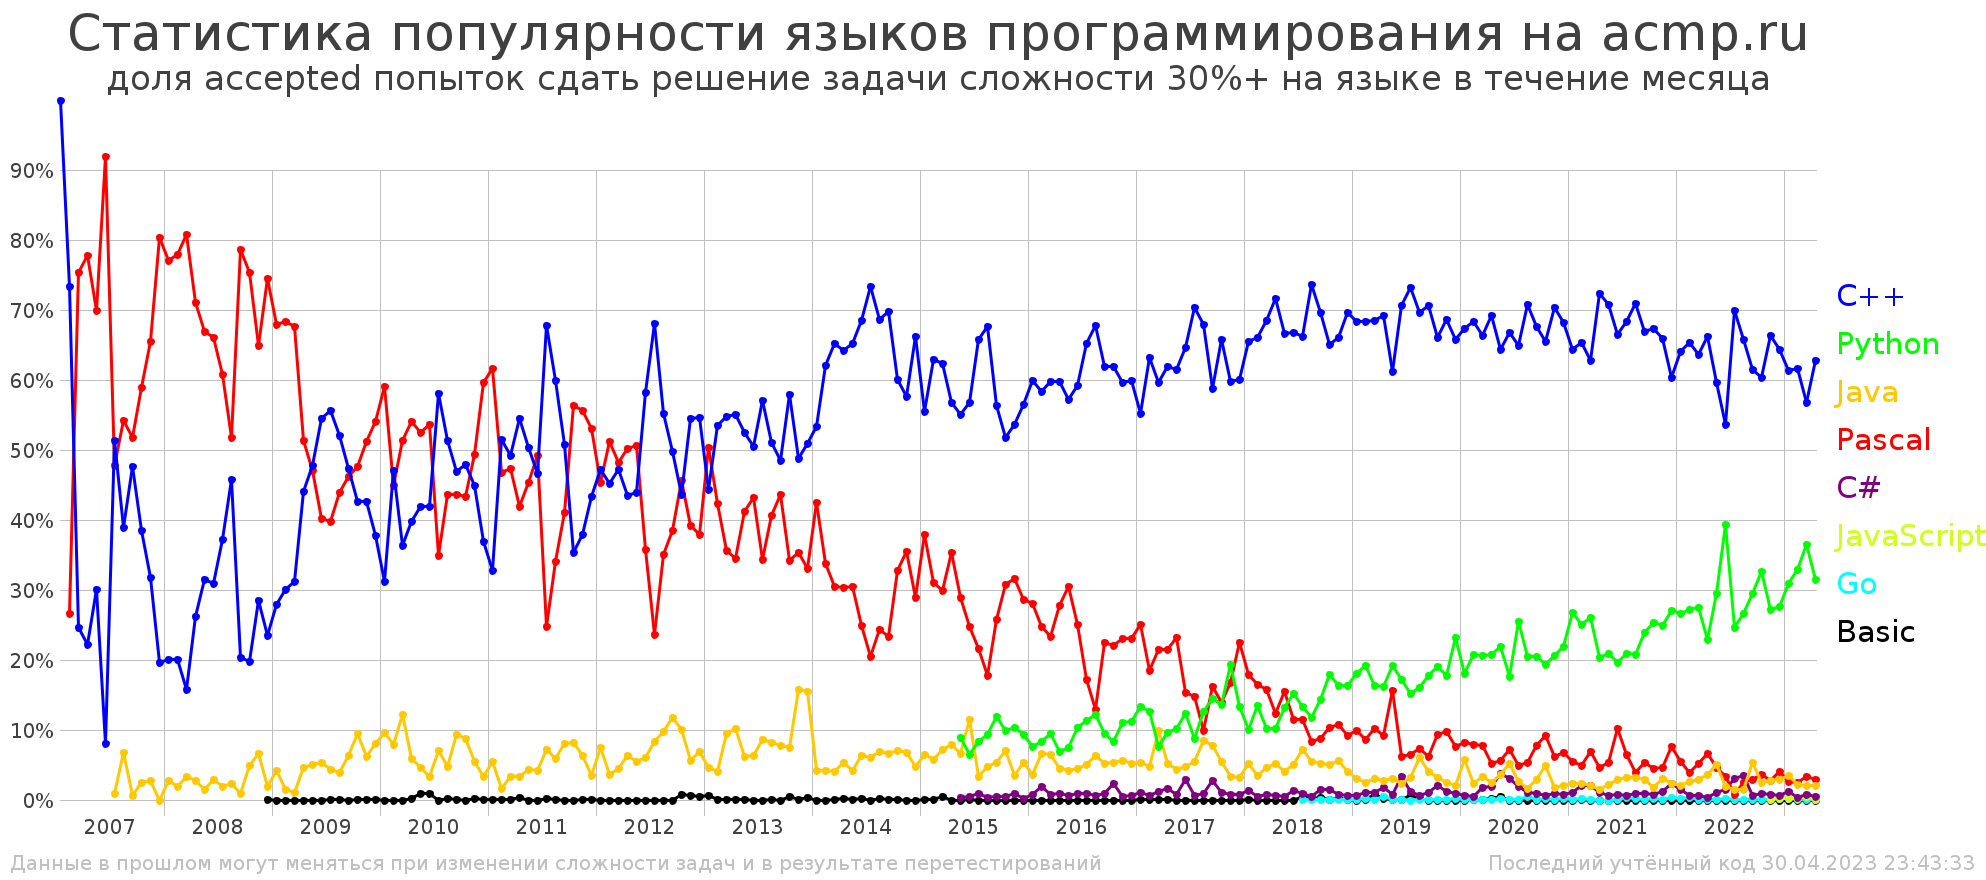 Статистика популярности языков программирования на acmp.ru
доля accepted попыток сдать решение задачи сложности 30%+ на языке в течение месяца
90%
80%
70%
60%
50%
40%
30%
20%
10%
0%
2007 2008 2009 2010 2011 2012 2013 2014 2015 2016 2017 2018 2019 2020 2021 2022
C++
Python
Java
Pascal
C#
JavaScript
Go
Basic
Данные в прошлом могут меняться при изменении сложности задач и в результате перетестирований
Последний учтённый код 30.04.2023 23:43:33